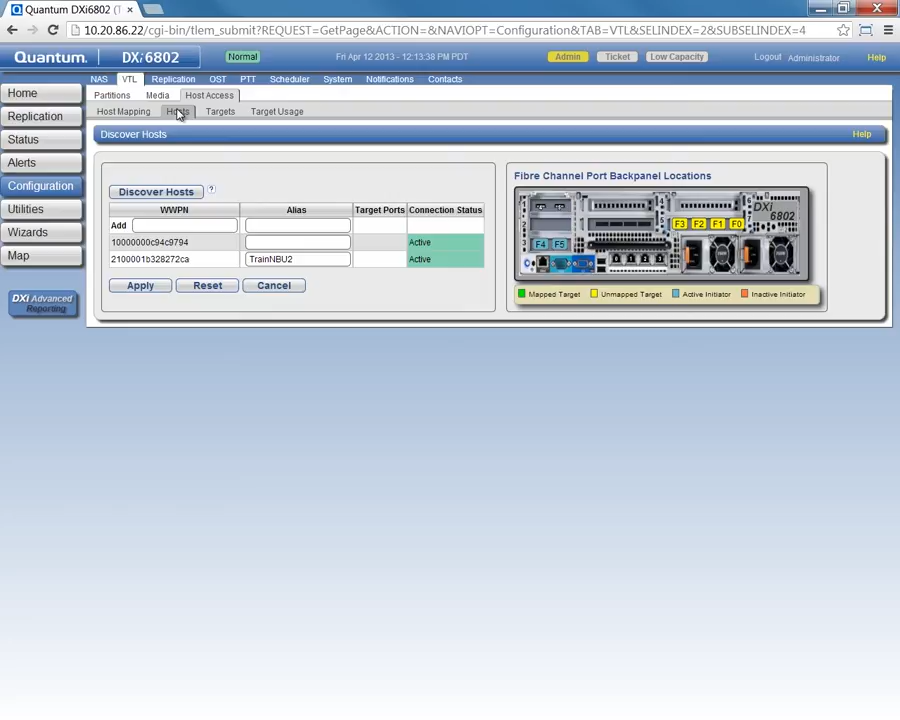 Quantum DXi6802 (T
10.20.86.22/cgi-bin/tlem_submit?REQUEST=GetPage&ACTION=&NAVIOPT=Configuration&TAB=VTL&SELINDEX=2&SUBSELINDEX=4
Quantum. DXi6802 Normal Fri Apr 12 2013 - 12:13:38 PM PDT Admin Ticket Low Capacity Logout Administrator Help
NAS VTL Replication OST PTT Scheduler System Notifications Contacts
Home
Replication
Status
Alerts
Configuration
Utilities
Wizards
Map
DXi Advanced
Reporting
Partitions Media Host Access
Host Mapping Hosts Targets Target Usage
Discover Hosts Help
Discover Hosts ?
WWPN Alias Target Ports Connection Status
Add
10000000c94c9794 Active
2100001b328272ca TrainNBU2 Active
Apply Reset Cancel
Fibre Channel Port Backpanel Locations
DXi
6802
F3 F2 F1 F0
F4 F5
Mapped Target Unmapped Target Active Initiator Inactive Initiator